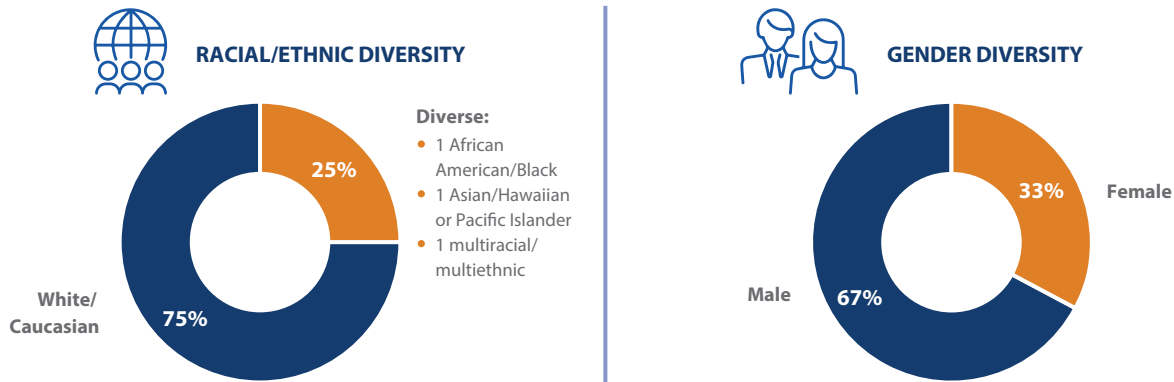 RACIAL/ETHNIC DIVERSITY
Diverse:
• 1 African
American/Black
• 1 Asian/Hawaiian
or Pacific Islander
• 1 multiracial/
multiethnic
25%
White/
Caucasian
75%
GENDER DIVERSITY
33%
Female
Male
67%